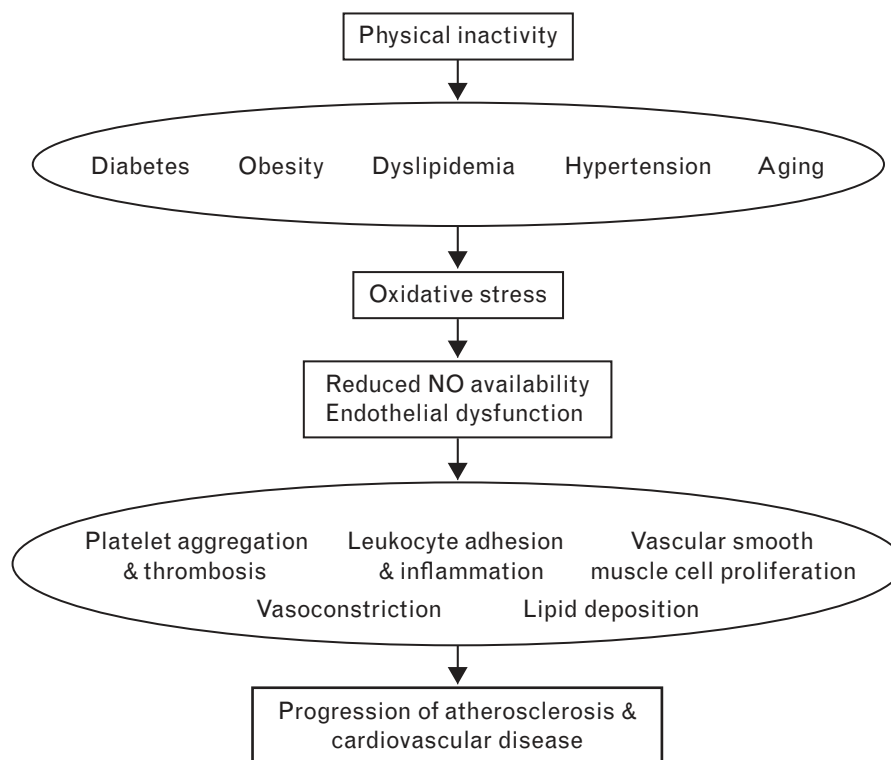 Physical inactivity
Diabetes Obesity Dyslipidemia Hypertension Aging
Oxidative stress
Reduced NO availability
Endothelial dysfunction
Platelet aggregation
& thrombosis
Leukocyte adhesion
& inflammation
Vascular smooth
muscle cell proliferation
Vasoconstriction
Lipid deposition
Progression of atherosclerosis &
cardiovascular disease